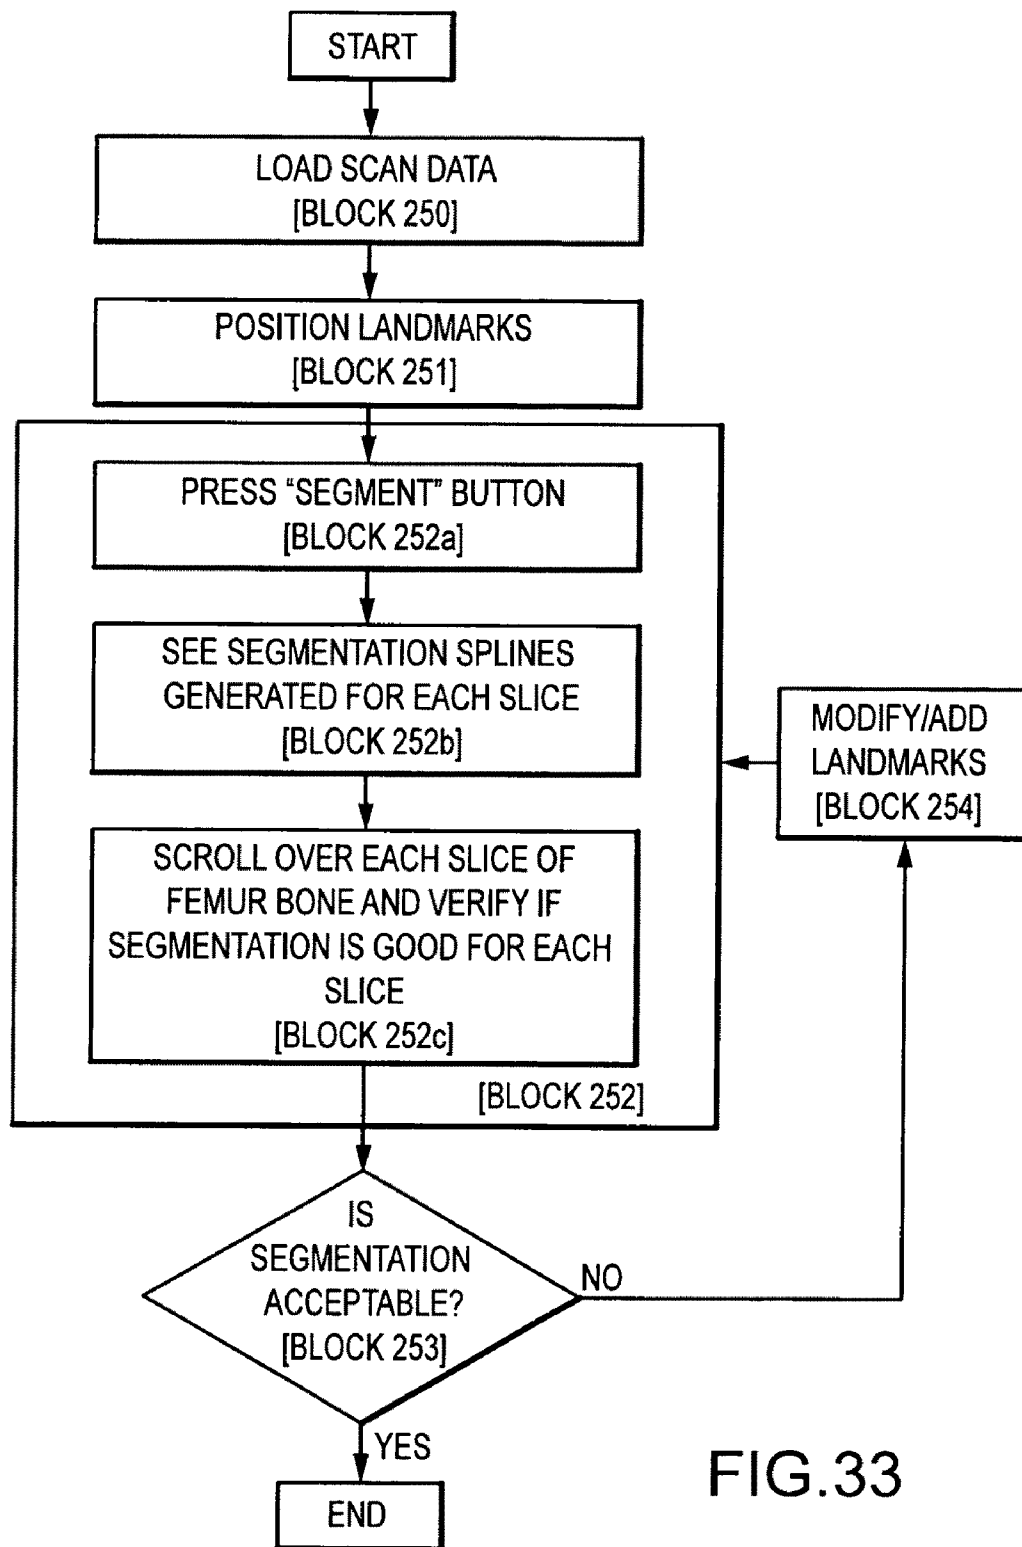 START
LOAD SCAN DATA
[BLOCK 250]
POSITION LANDMARKS
[BLOCK 251]
PRESS “SEGMENT” BUTTON
[BLOCK 252a]
SEE SEGMENTATION SPLINES
GENERATED FOR EACH SLICE
[BLOCK 252b]
SCROLL OVER EACH SLICE OF
FEMUR BONE AND VERIFY IF
SEGMENTATION IS GOOD FOR EACH
SLICE
[BLOCK 252c]
[BLOCK 252]
MODIFY/ADD
LANDMARKS
[BLOCK 254]
IS
SEGMENTATION
ACCEPTABLE?
[BLOCK 253]
NO
YES
END
FIG.33